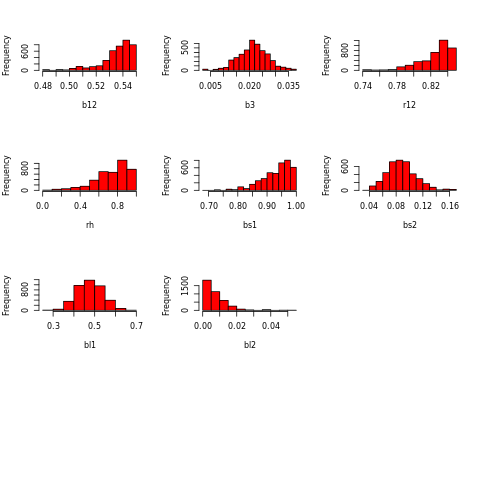 Frequency
0 600
0.48 0.50 0.52 0.54
b12
Frequency
0 500
0.005 0.020 0.035
b3
Frequency
0 800
0.74 0.78 0.82
r12
Frequency
0 800
0.0 0.4 0.8
rh
Frequency
0 600
0.70 0.80 0.90 1.00
bs1
Frequency
0 600
0.04 0.08 0.12 0.16
bs2
Frequency
0 800
0.3 0.5 0.7
bl1
Frequency
0 1500
0.00 0.02 0.04
bl2